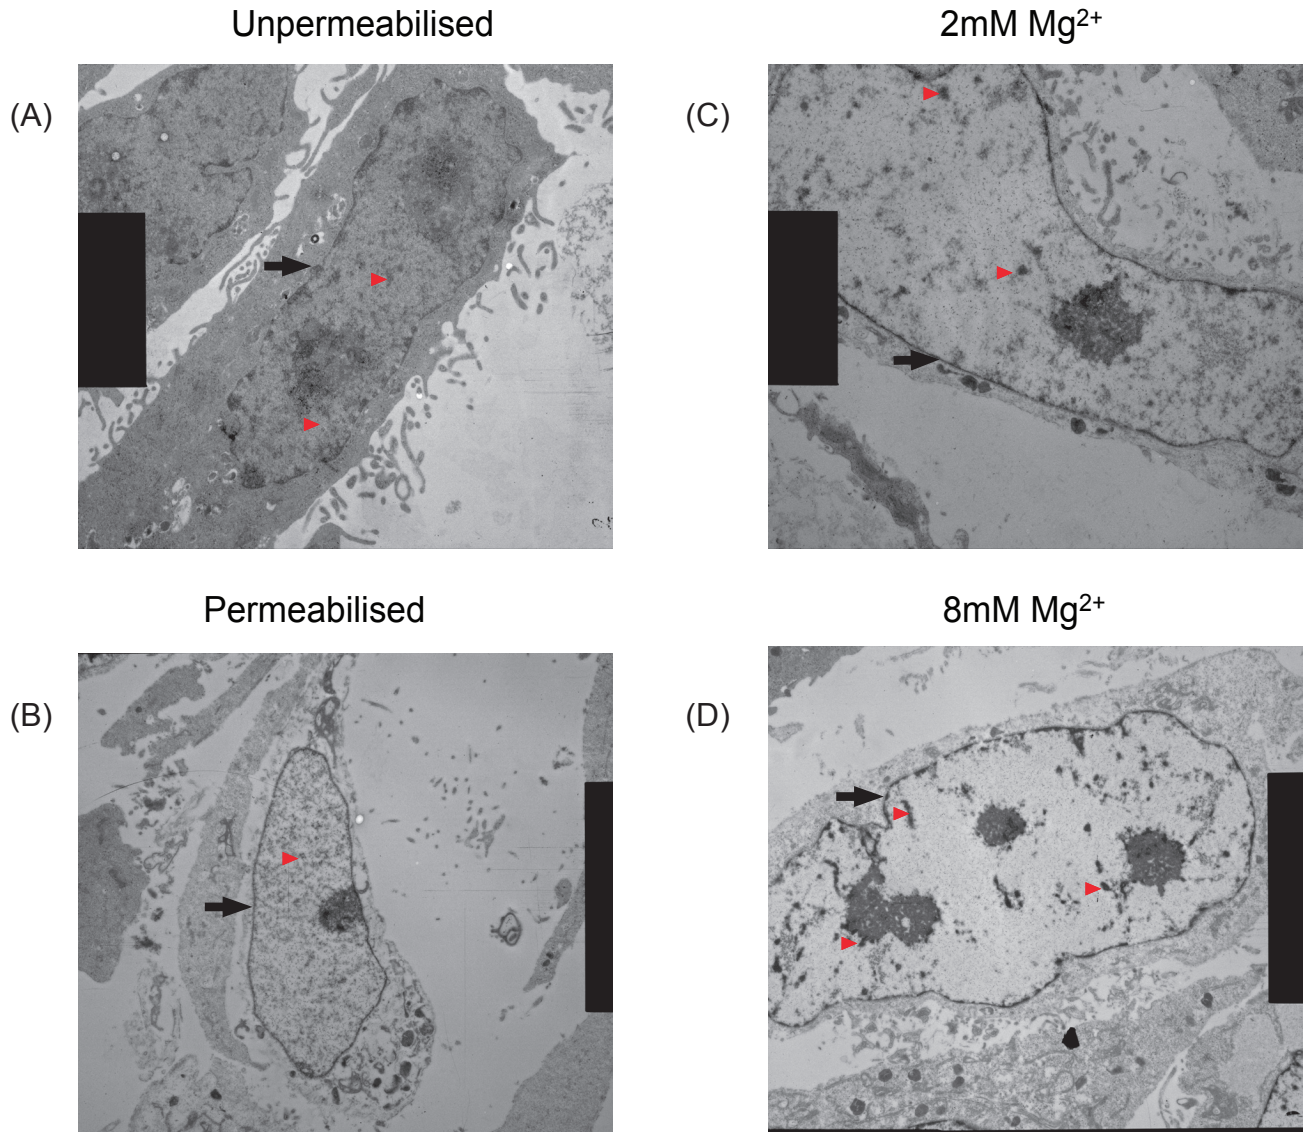 Unpermeabilised
2mM Mg²⁺
(A)
(C)
Permeabilised
8mM Mg²⁺
(B)
(D)